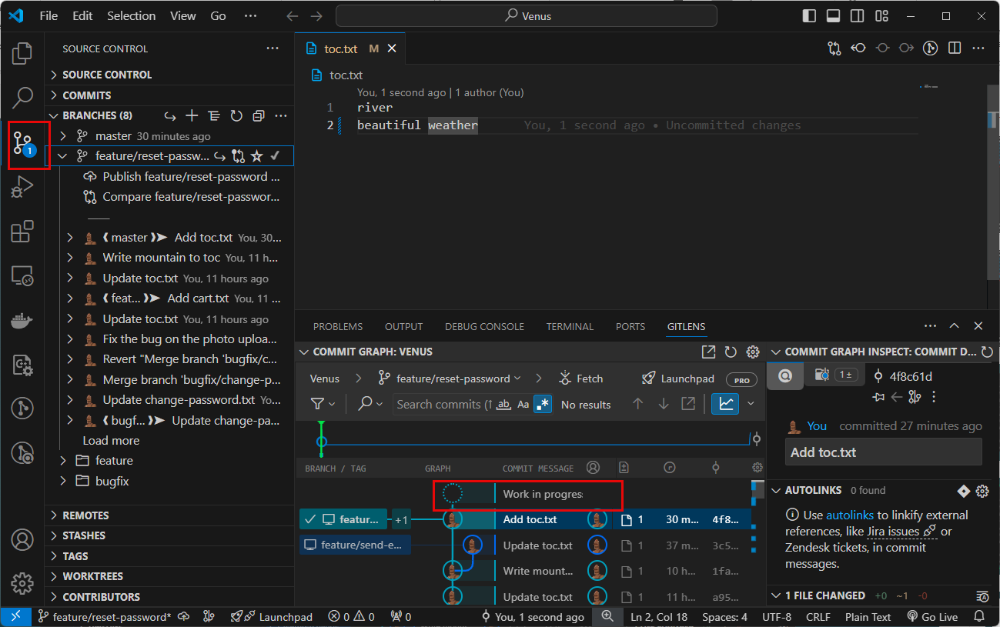 File Edit Selection View Go ··· Venus
SOURCE CONTROL ···
SOURCE CONTROL
COMMITS
BRANCHES (8)
master 30 minutes ago
feature/reset-passw...
Publish feature/reset-password ...
Compare feature/reset-passwor...
master Add toc.txt You, 30...
Write mountain to toc You, 11 h...
Update toc.txt You, 11 hours ago
feat... Add cart.txt You, 11 ...
Update toc.txt You, 11 hours ago
Fix the bug on the photo uploa...
Revert "Merge branch 'bugfix/c...
Merge branch 'bugfix/change-p...
Update change-password.txt Yo...
bugf... Update change-pa...
Load more
feature
bugfix
REMOTES
STASHES
TAGS
WORKTREES
CONTRIBUTORS
1
toc.txt M
toc.txt
You, 1 second ago | 1 author (You)
1 river
2 beautiful weather You, 1 second ago • Uncommitted changes
PROBLEMS OUTPUT DEBUG CONSOLE TERMINAL PORTS GITLENS
COMMIT GRAPH: VENUS
Venus feature/reset-password Fetch Launchpad PRO
Search commits (↑ ab, Aa .* No results
BRANCH / TAG GRAPH COMMIT MESSAGE
Work in progres
featur... +1 Add toc.txt 1 30 m... 4f8...
feature/send-e... Update toc.txt 1 37 m... 3c5...
Write mount... 1 10 h... 1fa...
Update toc.txt 1 11 h... a95...
COMMIT GRAPH INSPECT: COMMIT D...
1 ± 4f8c61d
You committed 27 minutes ago
Add toc.txt
AUTOLINKS 0 found
Use autolinks to linkify external
references, like Jira issues or
Zendesk tickets, in commit
messages.
1 FILE CHANGED +0 ~1 -0
feature/reset-password* Launchpad 0 0 0 You, 1 second ago Ln 2, Col 18 Spaces: 4 UTF-8 CRLF Plain Text Go Live